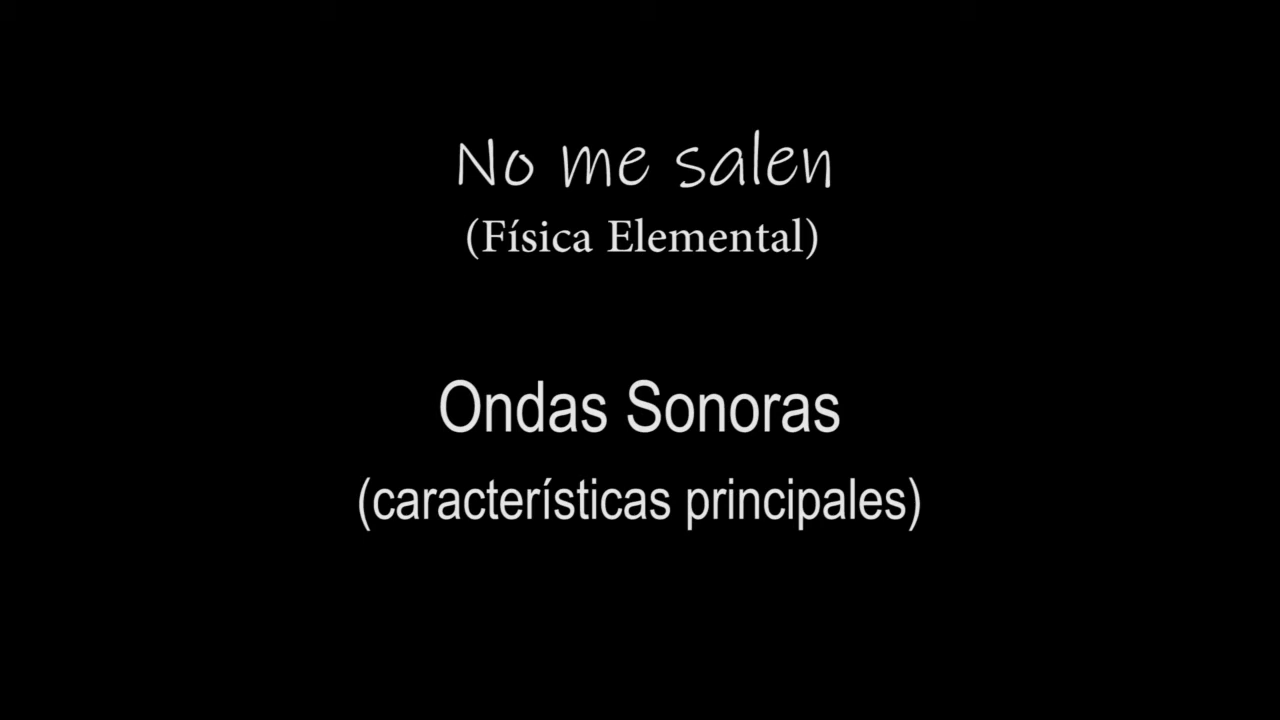 No me salen
(Física Elemental)
Ondas Sonoras
(características principales)